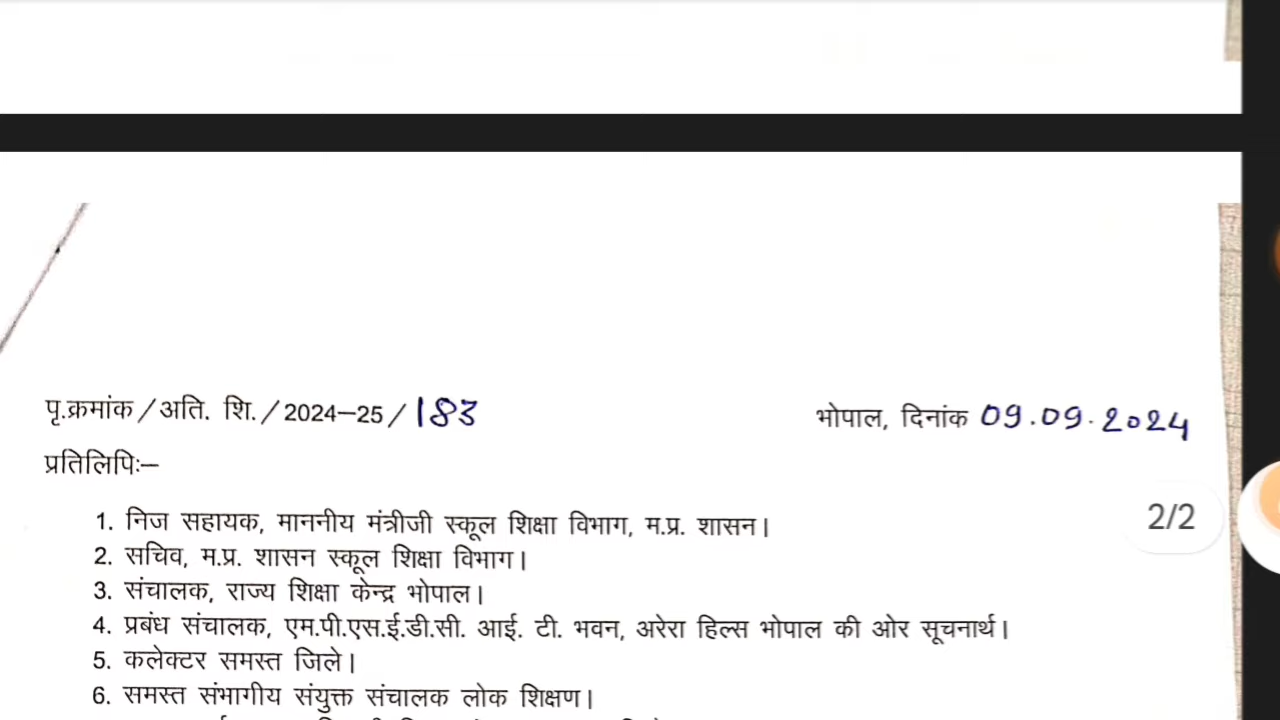 पृ.क्रमांक/अति. शि./2024–25/183 भोपाल, दिनांक 09.09.2024
प्रतिलिपिः–
1. निज सहायक, माननीय मंत्रीजी स्कूल शिक्षा विभाग, म.प्र. शासन।
2. सचिव, म.प्र. शासन स्कूल शिक्षा विभाग।
2/2
3. संचालक, राज्य शिक्षा केन्द्र भोपाल।
4. प्रबंध संचालक, एम.पी.एस.ई.डी.सी. आई. टी. भवन, अरेरा हिल्स भोपाल की ओर सूचनार्थ।
5. कलेक्टर समस्त जिले।
6. समस्त संभागीय संयुक्त संचालक लोक शिक्षण।